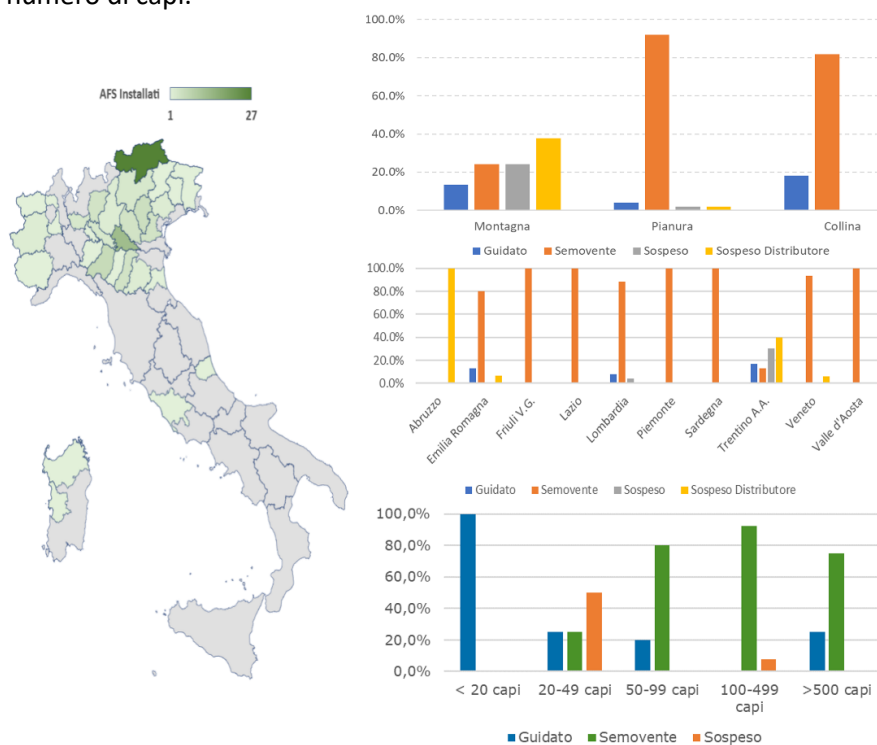 numero di capi.
AFS Installati
1 27
100.0%
80.0%
60.0%
40.0%
20.0%
0.0%
Montagna Pianura Collina
Guidato Semovente Sospeso Sospeso Distributore
100.0%
80.0%
60.0%
40.0%
20.0%
0.0%
Abruzzo Emilia Romagna Friuli V.G. Lazio Lombardia Piemonte Sardegna Trentino A.A. Veneto Valle d'Aosta
Guidato Semovente Sospeso Sospeso Distributore
100,0%
80,0%
60,0%
40,0%
20,0%
0,0%
< 20 capi 20-49 capi 50-99 capi 100-499 >500 capi
capi
Guidato Semovente Sospeso